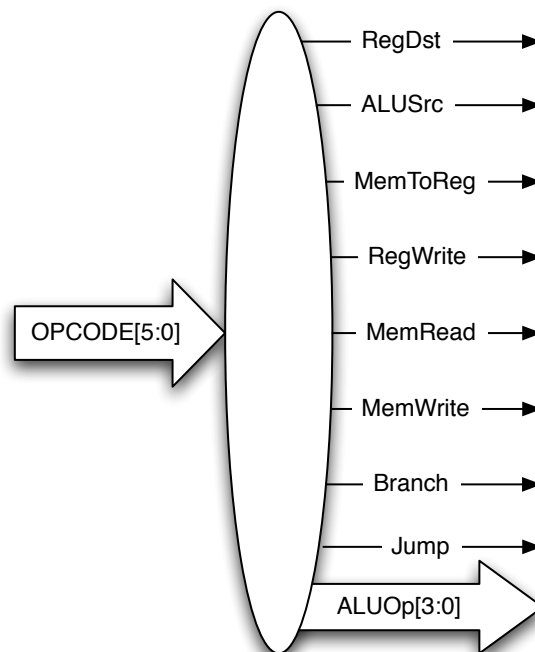 RegDst
ALUSrc
MemToReg
RegWrite
OPCODE[5:0]
MemRead
MemWrite
Branch
Jump
ALUOp[3:0]